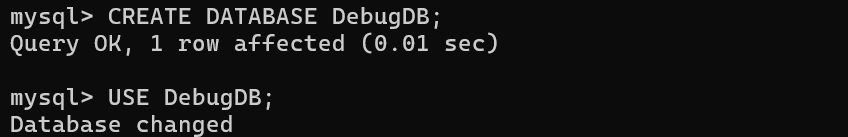 mysql> CREATE DATABASE DebugDB;
Query OK, 1 row affected (0.01 sec)
mysql> USE DebugDB;
Database changed